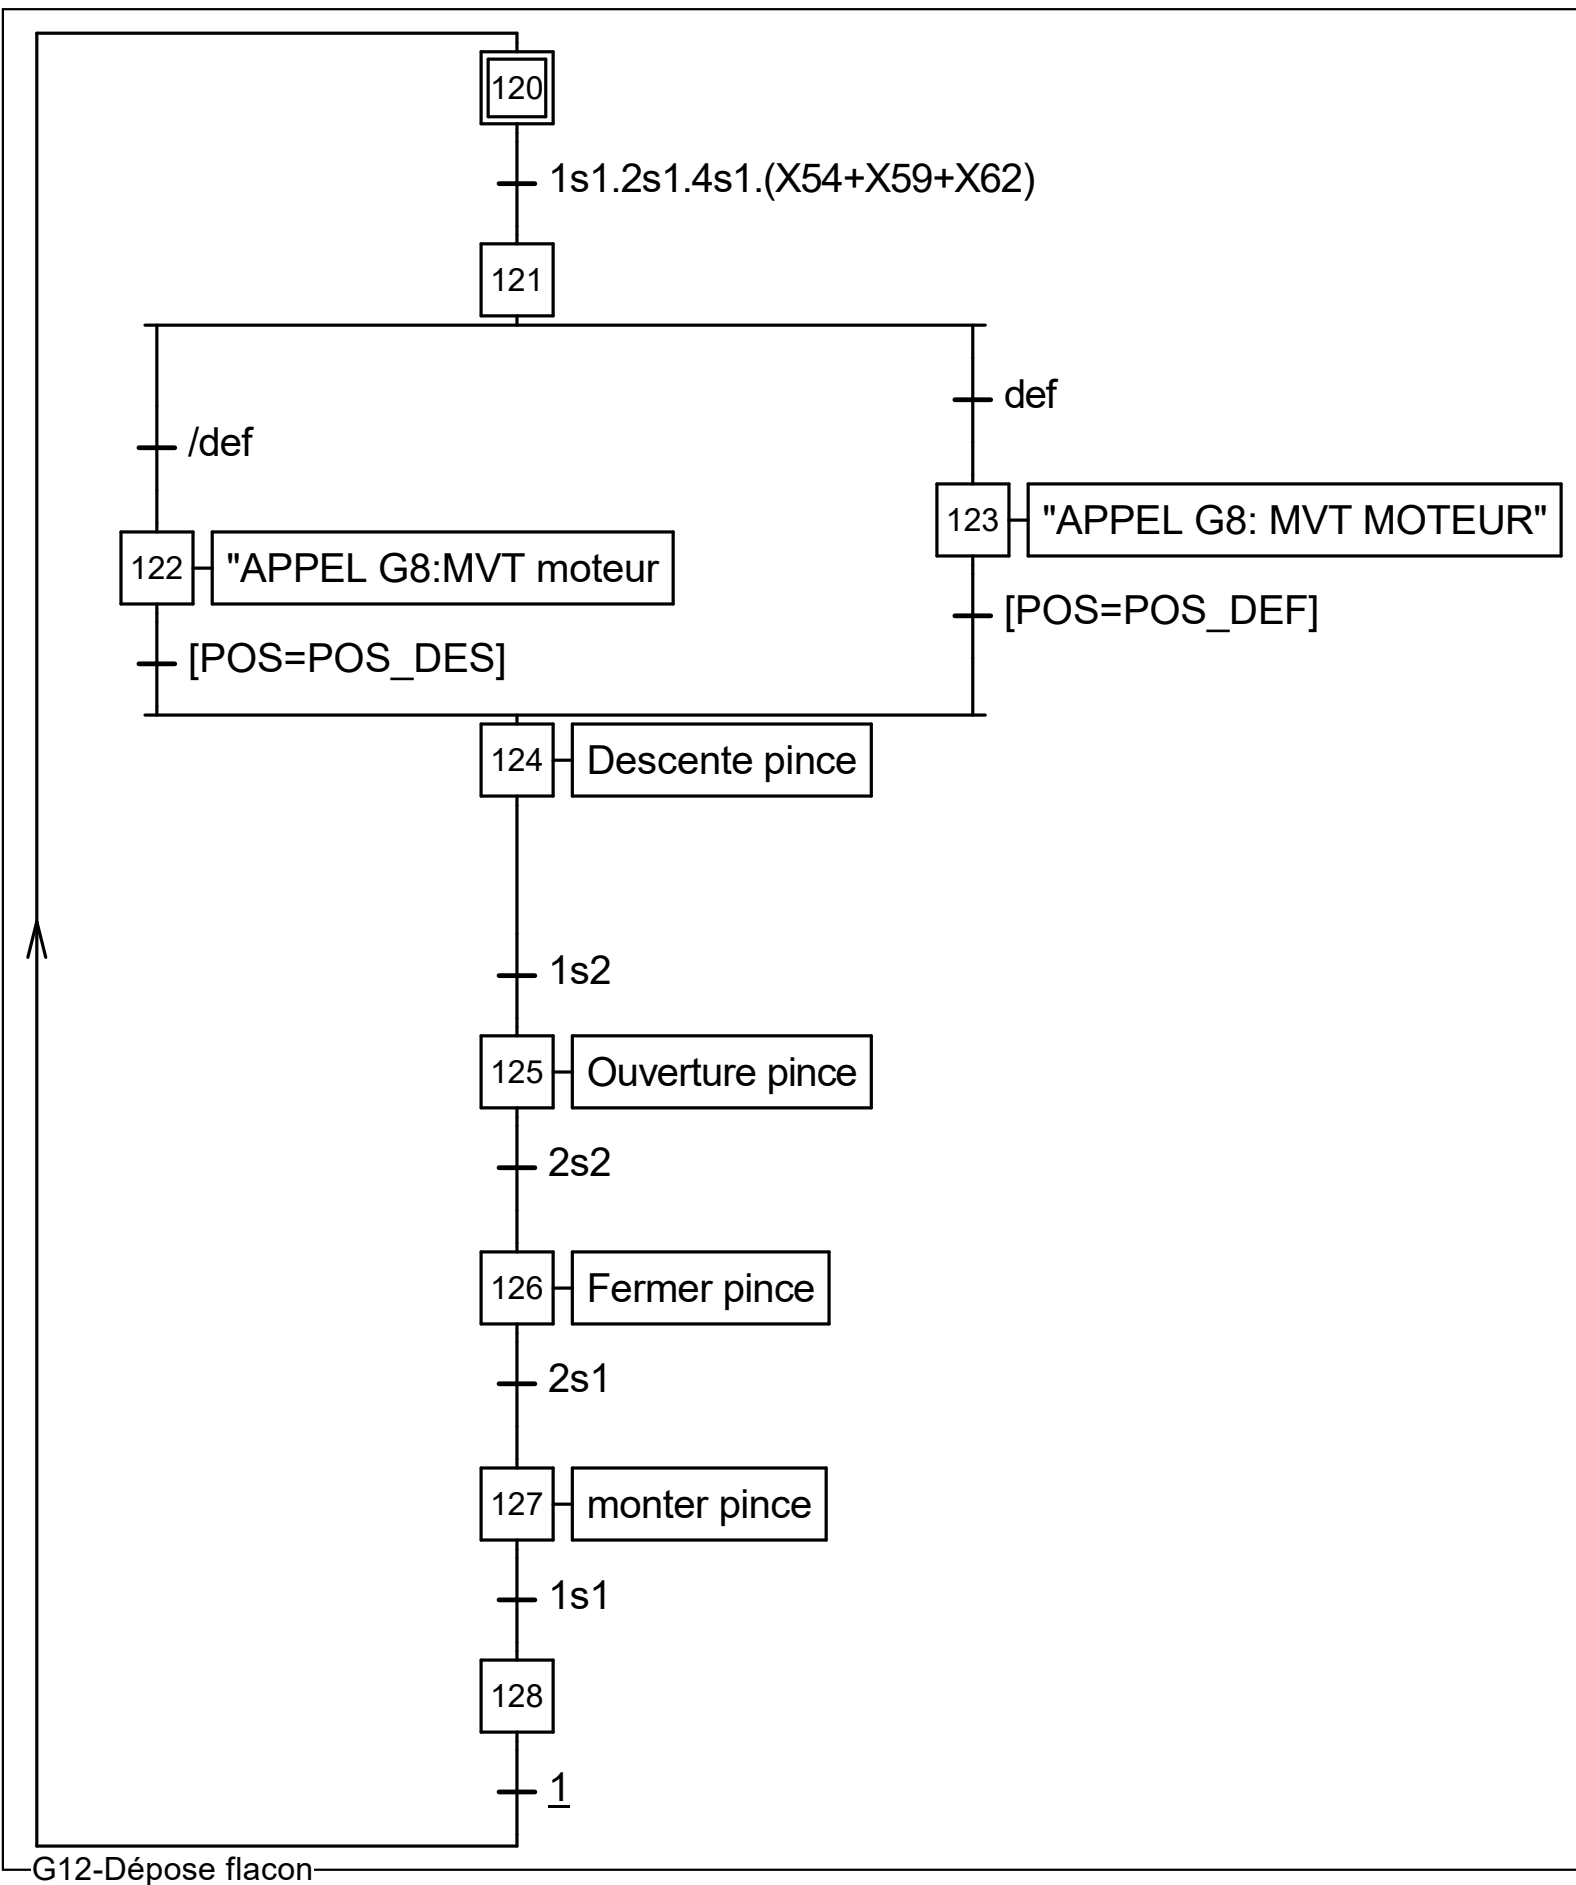 120
1s1.2s1.4s1.(X54+X59+X62)
121
def
/def
123 "APPEL G8: MVT MOTEUR"
122 "APPEL G8:MVT moteur
[POS=POS_DEF]
[POS=POS_DES]
124 Descente pince
1s2
125 Ouverture pince
2s2
126 Fermer pince
2s1
127 monter pince
1s1
128
1
G12-Dépose flacon